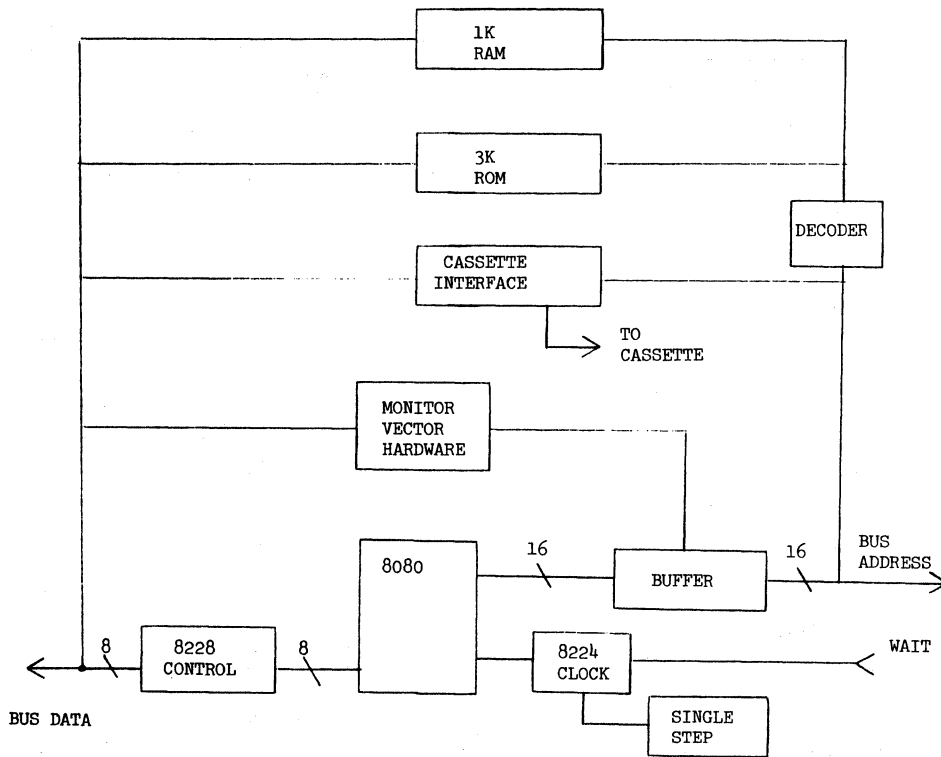 1K
RAM
3K
ROM
DECODER
CASSETTE
INTERFACE
TO
CASSETTE
MONITOR
VECTOR
HARDWARE
8080
16
BUFFER
16
BUS
ADDRESS
8
8228
CONTROL
8
8224
CLOCK
WAIT
BUS DATA
SINGLE
STEP